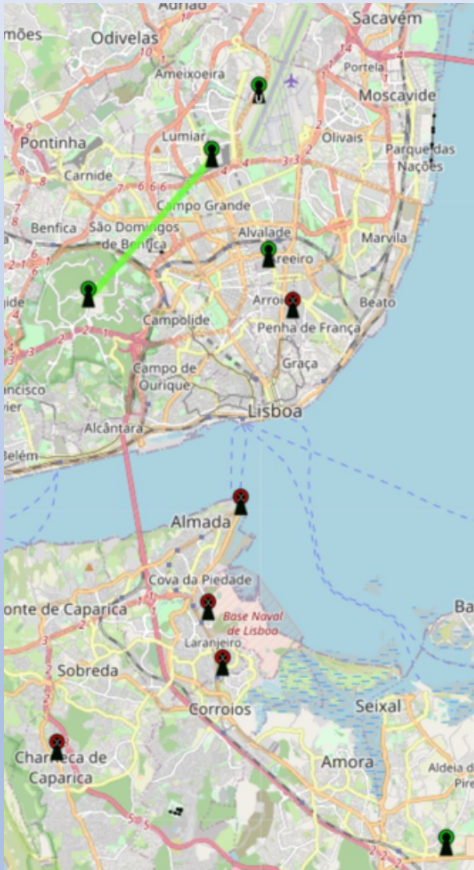 Sacavém
Odivelas
Portela
Ameixoeira
Moscavide
Pontinha
Lumiar
Olivais
Parque das
Nações
Carnide
Campo Grande
Benfica
São Domingos
de Benfica
Alvalade
Marvila
Areeiro
Beato
Campolide
Penha de França
Graça
Campo de
Ourique
Lisboa
Alcântara
Belém
Almada
Cova da Piedade
Base Naval
de Lisboa
Laranjeiro
Sobreda
Corroios
Seixal
Charneca de
Caparica
Amora